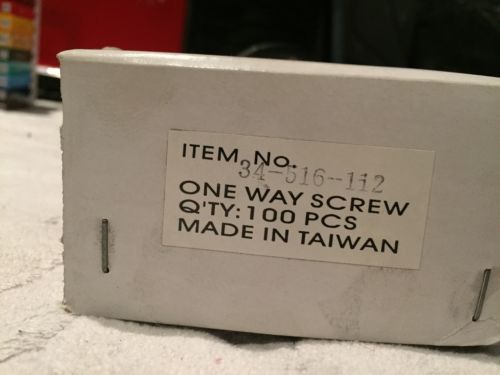 ITEM NO.
34-516-112
ONE WAY SCREW
Q'TY: 100 PCS
MADE IN TAIWAN